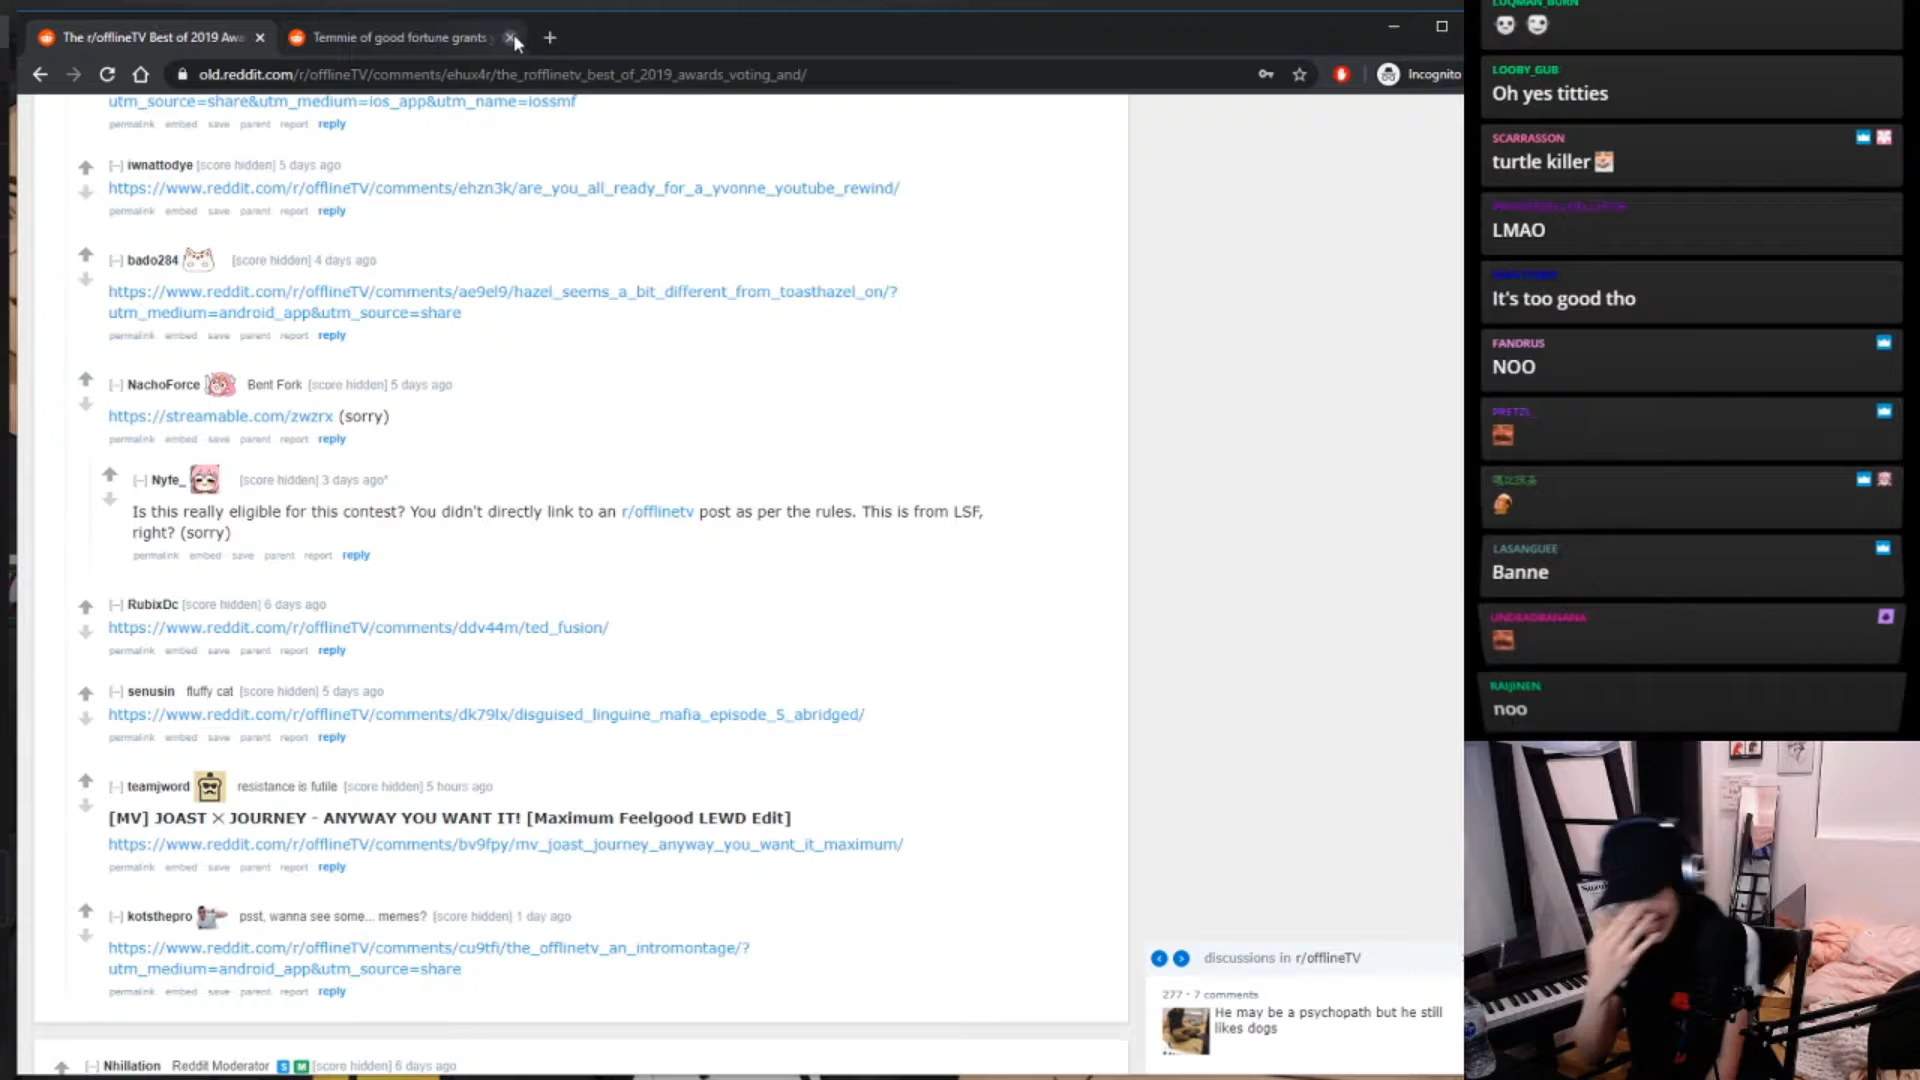 The r/offlineTV Best of 2019 Awa
Temmie of good fortune grants
old.reddit.com/r/offlineTV/comments/ehux4r/the_rofflinetv_best_of_2019_awards_voting_and/
Incognito
utm_source=share&utm_medium=ios_app&utm_name=iossmf
permalink embed save parent report reply
[–] iwnattodye [score hidden] 5 days ago
https://www.reddit.com/r/offlineTV/comments/ehzn3k/are_you_all_ready_for_a_yvonne_youtube_rewind/
permalink embed save parent report reply
[–] bado284 [score hidden] 4 days ago
https://www.reddit.com/r/offlineTV/comments/ae9el9/hazel_seems_a_bit_different_from_toasthazel_on/?
utm_medium=android_app&utm_source=share
permalink embed save parent report reply
[–] NachoForce Bent Fork [score hidden] 5 days ago
https://streamable.com/zwzrx (sorry)
permalink embed save parent report reply
[–] Nyfe_ [score hidden] 3 days ago*
Is this really eligible for this contest? You didn't directly link to an r/offlinetv post as per the rules. This is from LSF,
right? (sorry)
permalink embed save parent report reply
[–] RubixDc [score hidden] 6 days ago
https://www.reddit.com/r/offlineTV/comments/ddv44m/ted_fusion/
permalink embed save parent report reply
[–] senusin fluffy cat [score hidden] 5 days ago
https://www.reddit.com/r/offlineTV/comments/dk79lx/disguised_linguine_mafia_episode_5_abridged/
permalink embed save parent report reply
[–] teamjword resistance is futile [score hidden] 5 hours ago
[MV] JOAST × JOURNEY - ANYWAY YOU WANT IT! [Maximum Feelgood LEWD Edit]
https://www.reddit.com/r/offlineTV/comments/bv9fpy/mv_joast_journey_anyway_you_want_it_maximum/
permalink embed save parent report reply
[–] kotsthepro psst, wanna see some... memes? [score hidden] 1 day ago
https://www.reddit.com/r/offlineTV/comments/cu9tfi/the_offlinetv_an_intromontage/?
utm_medium=android_app&utm_source=share
permalink embed save parent report reply
[–] Nhillation Reddit Moderator S M [score hidden] 6 days ago
discussions in r/offlineTV
277 · 7 comments
He may be a psychopath but he still
likes dogs
LUQMAN_BURN
LOOBY_GUB
Oh yes titties
SCARRASSON
turtle killer
LMAO
It's too good tho
FANDRUS
NOO
PRETZL_
LASANGUEE
Banne
UNDEADBANANA
RAIJINEN
noo